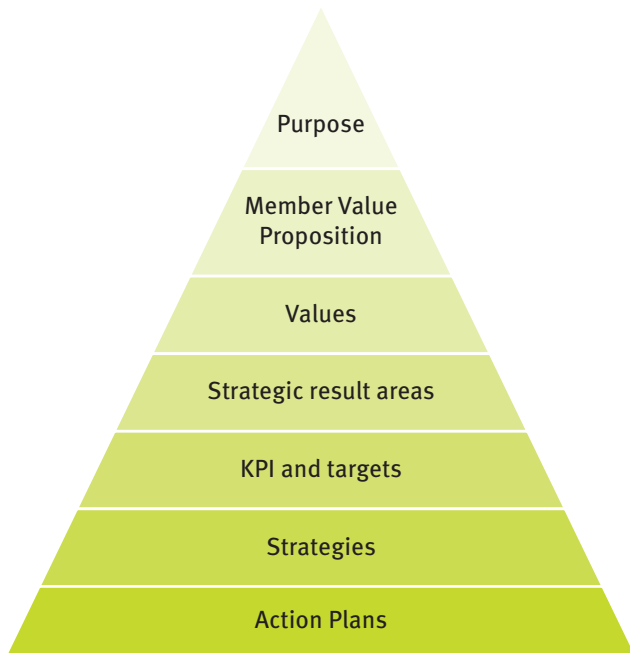 Purpose
Member Value
Proposition
Values
Strategic result areas
KPI and targets
Strategies
Action Plans